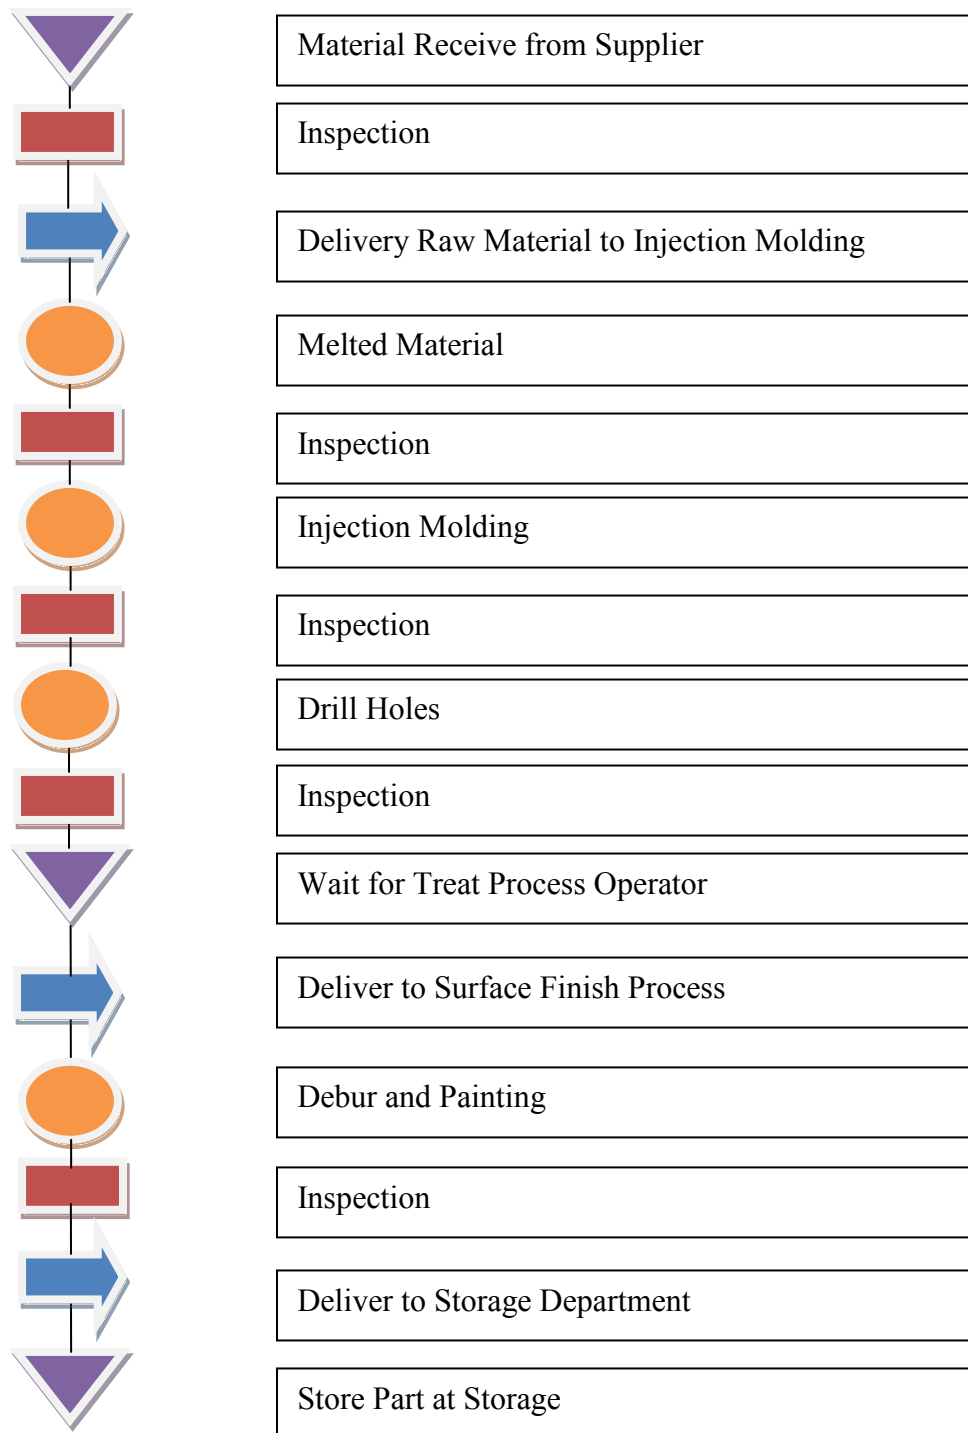 Material Receive from Supplier
Inspection
Delivery Raw Material to Injection Molding
Melted Material
Inspection
Injection Molding
Inspection
Drill Holes
Inspection
Wait for Treat Process Operator
Deliver to Surface Finish Process
Debur and Painting
Inspection
Deliver to Storage Department
Store Part at Storage